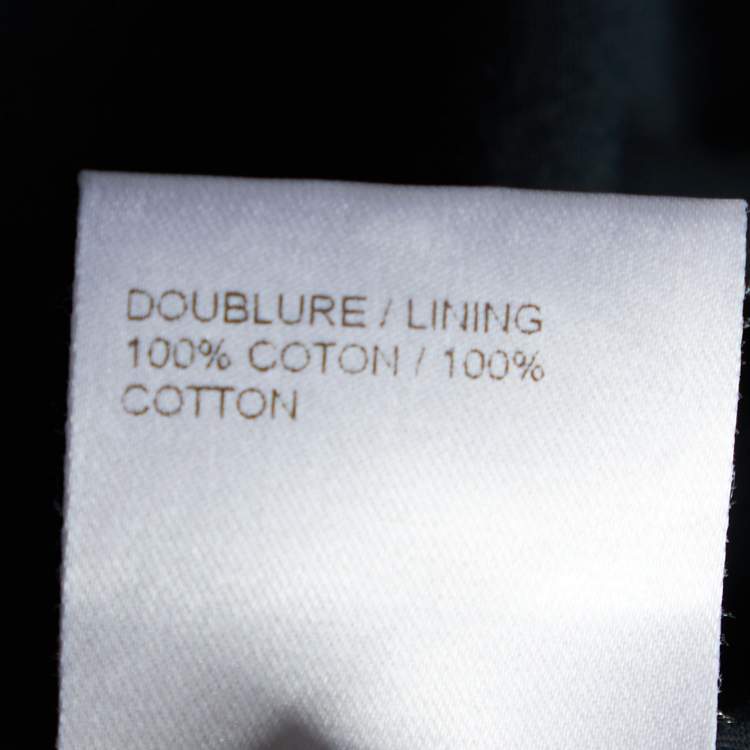 DOUBLURE / LINING
100% COTON / 100%
COTTON